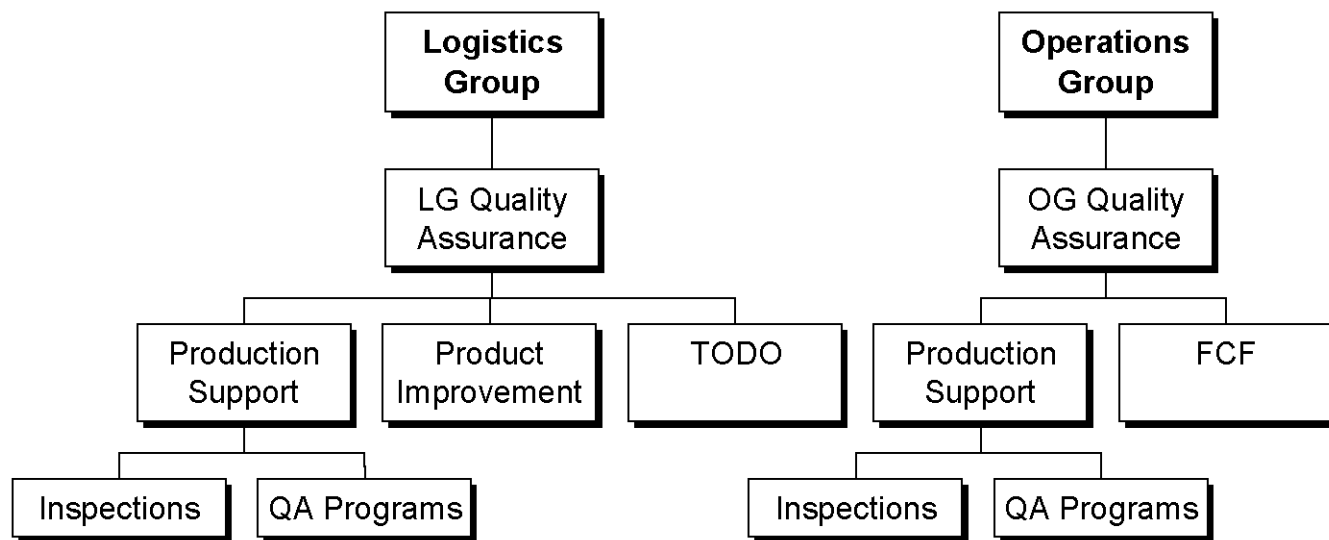 Logistics
Group
Operations
Group
LG Quality
Assurance
OG Quality
Assurance
Production
Support
Product
Improvement
TODO
Production
Support
FCF
Inspections
QA Programs
Inspections
QA Programs